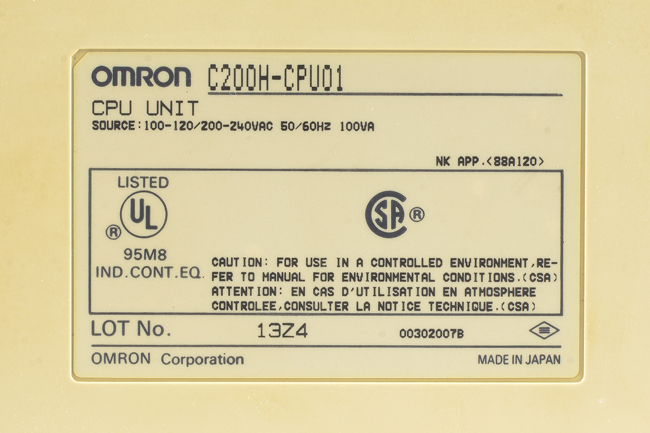 OMRON C200H-CPU01
CPU UNIT
SOURCE:100-120/200-240VAC 50/60HZ 100VA
NK APP.<88A120>
LISTED
UL ®
95M8
IND.CONT.EQ.
SA ®
CAUTION: FOR USE IN A CONTROLLED ENVIRONMENT,RE-
FER TO MANUAL FOR ENVIRONMENTAL CONDITIONS.(CSA)
ATTENTION: EN CAS D'UTILISATION EN ATMOSPHERE
CONTROLEE,CONSULTER LA NOTICE TECHNIQUE.(CSA)
LOT No. 13Z4 00302007B
OMRON Corporation MADE IN JAPAN